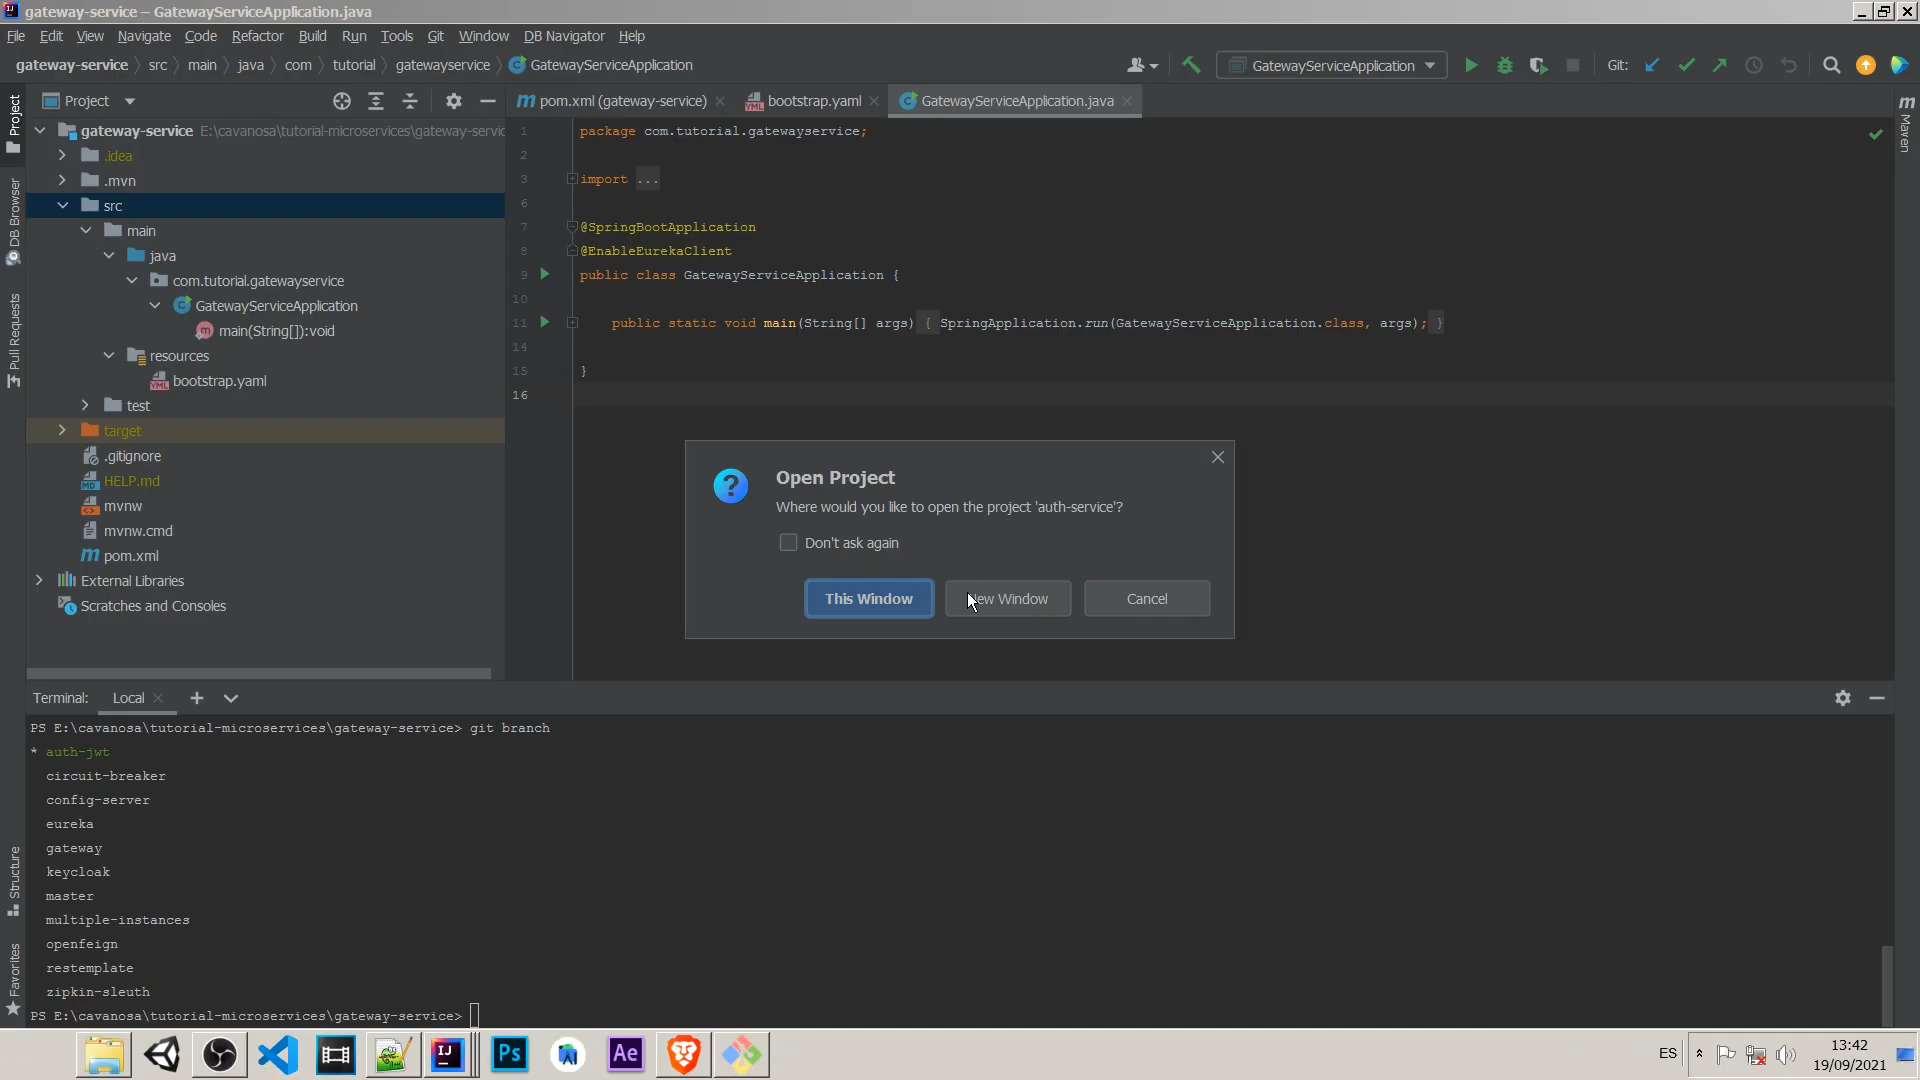 gateway-service – GatewayServiceApplication.java
File Edit View Navigate Code Refactor Build Run Tools Git Window DB Navigator Help
gateway-service src main java com tutorial gatewayservice GatewayServiceApplication
GatewayServiceApplication
Git:
Project
pom.xml (gateway-service)
bootstrap.yaml
GatewayServiceApplication.java
Project
DB Browser
Pull Requests
Structure
Favorites
Maven
gateway-service E:\cavanosa\tutorial-microservices\gateway-servic
.idea
.mvn
src
main
java
com.tutorial.gatewayservice
GatewayServiceApplication
main(String[]):void
resources
bootstrap.yaml
test
target
.gitignore
HELP.md
mvnw
mvnw.cmd
pom.xml
External Libraries
Scratches and Consoles
1 package com.tutorial.gatewayservice;
2
3 import ...
6
7 @SpringBootApplication
8 @EnableEurekaClient
9 public class GatewayServiceApplication {
10
11 public static void main(String[] args) { SpringApplication.run(GatewayServiceApplication.class, args); }
14
15 }
16
Open Project
Where would you like to open the project 'auth-service'?
Don't ask again
This Window
Window
Cancel
Terminal: Local
PS E:\cavanosa\tutorial-microservices\gateway-service> git branch
* auth-jwt
circuit-breaker
config-server
eureka
gateway
keycloak
master
multiple-instances
openfeign
restemplate
zipkin-sleuth
PS E:\cavanosa\tutorial-microservices\gateway-service>
IJ
Ps
Ae
ES
13:42
19/09/2021